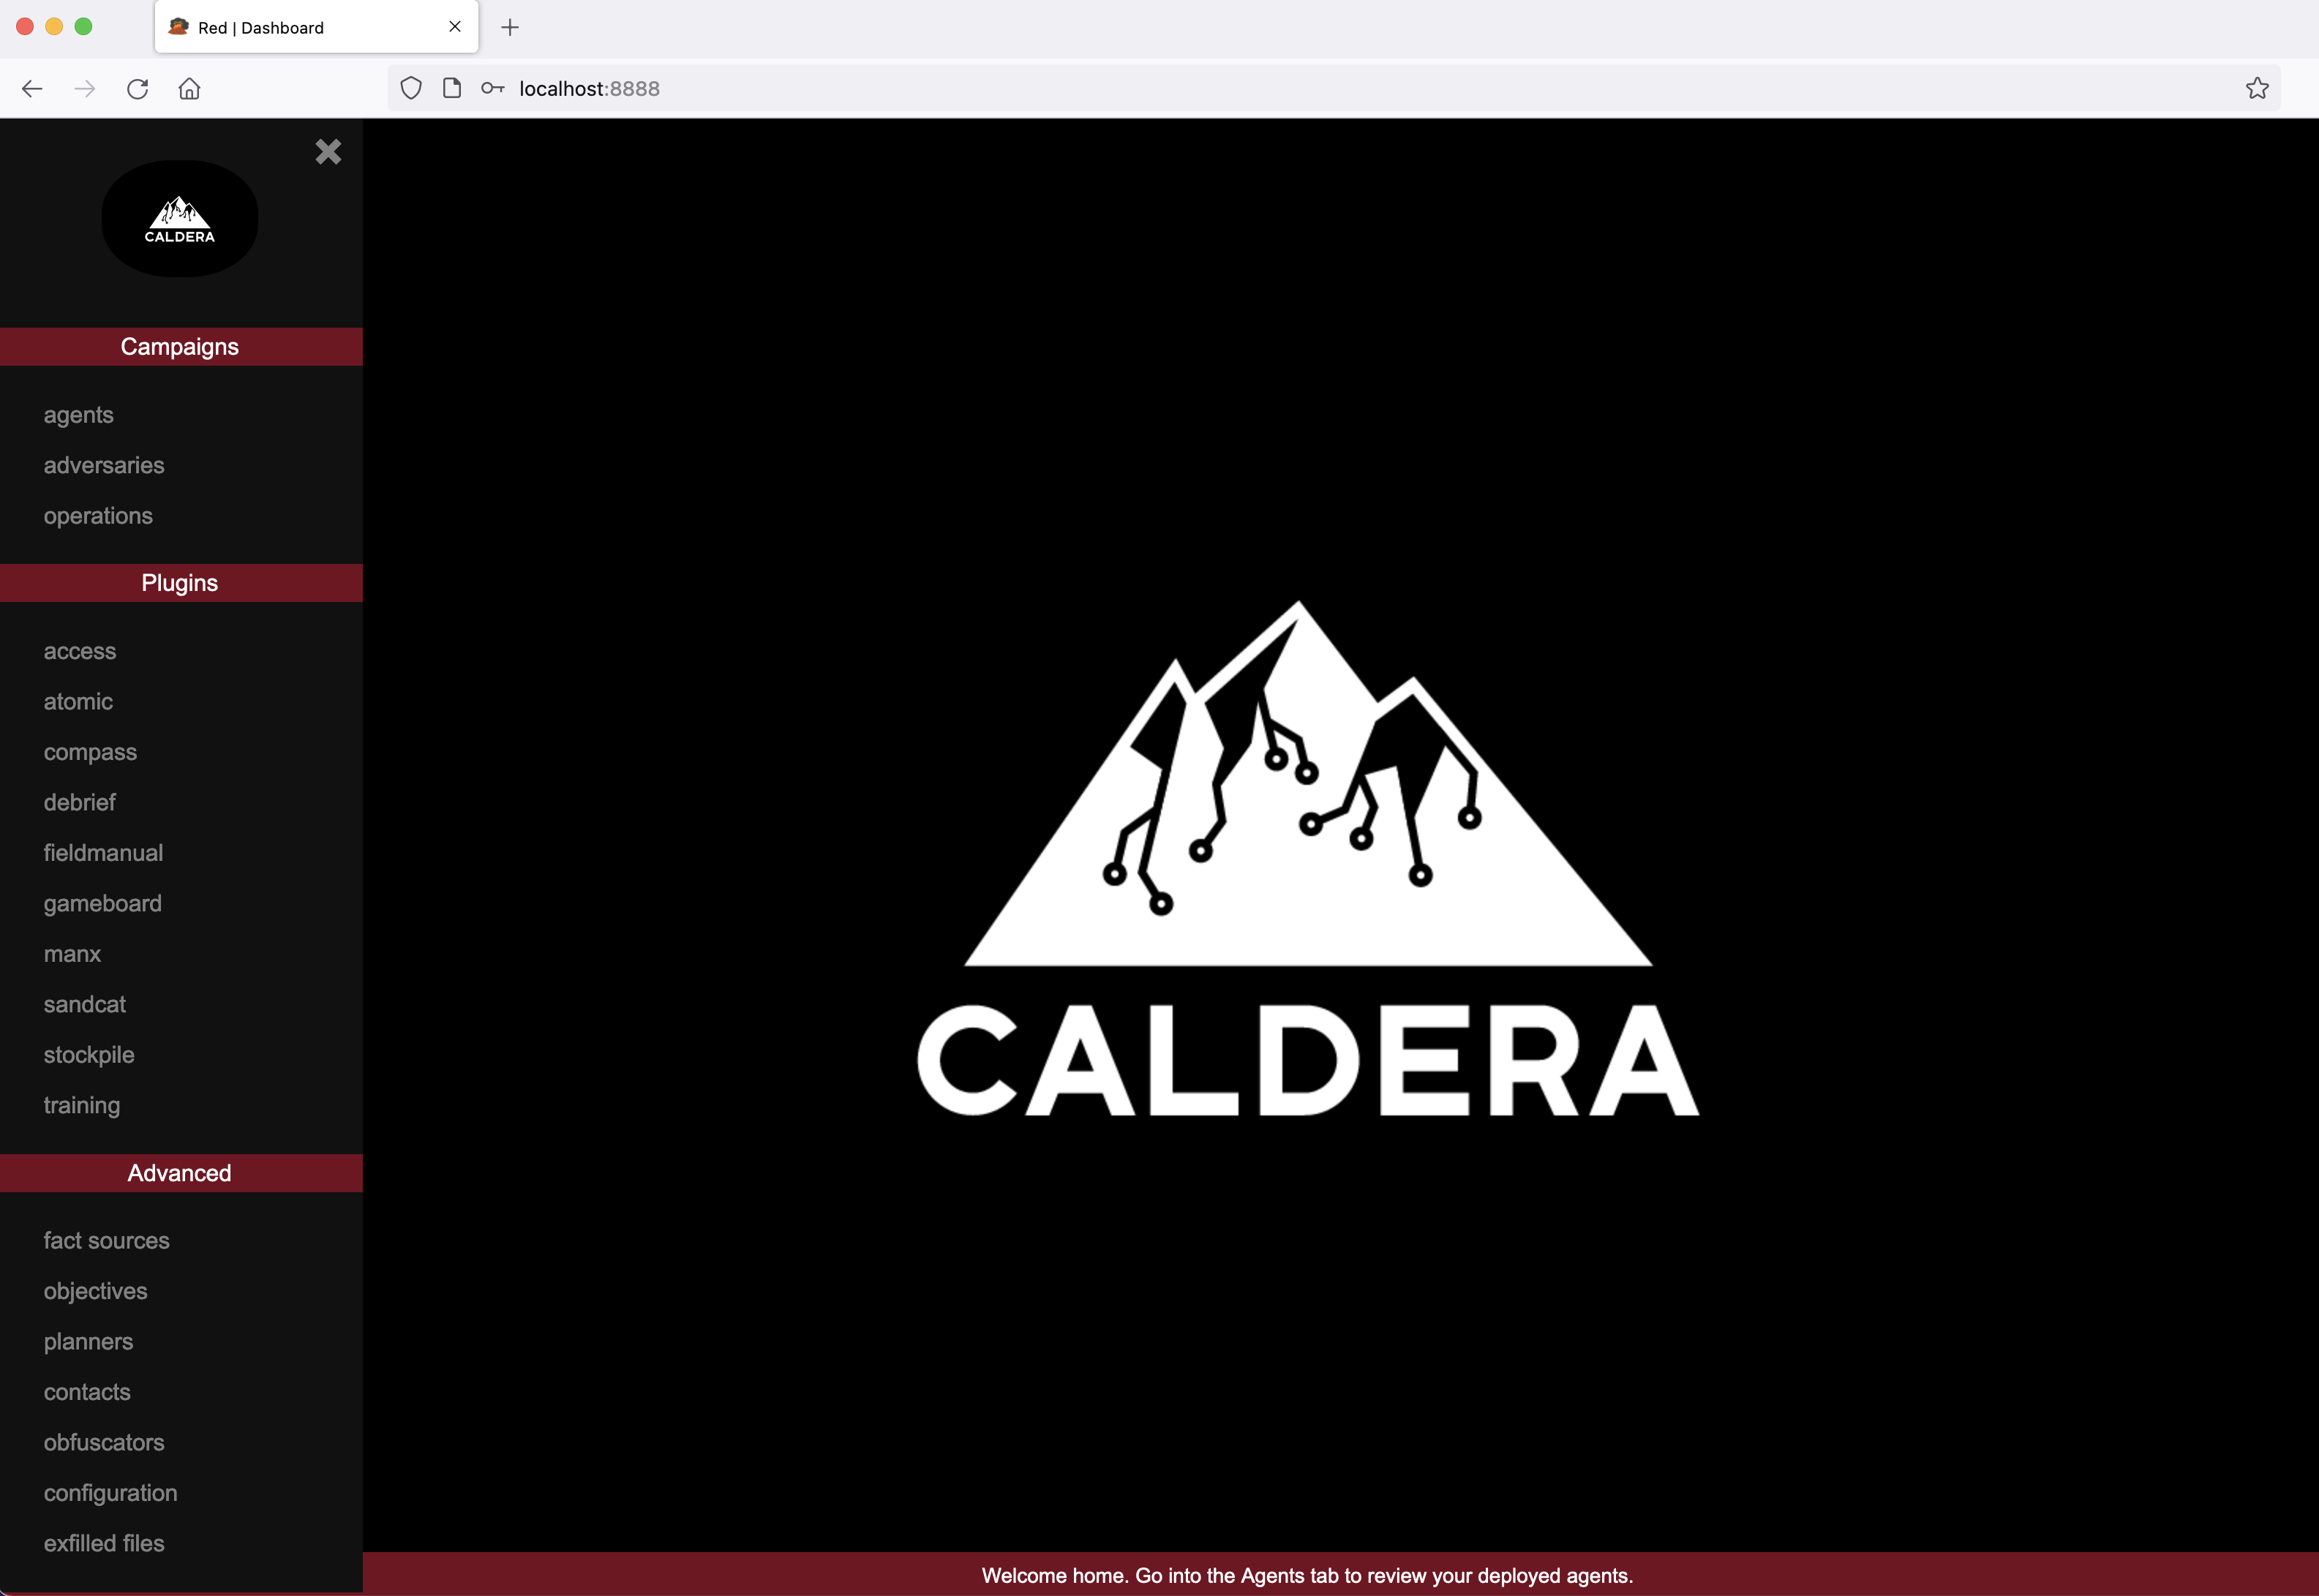 Red | Dashboard
localhost:8888
CALDERA
Campaigns
agents
adversaries
operations
Plugins
access
atomic
compass
debrief
fieldmanual
gameboard
manx
sandcat
stockpile
training
Advanced
fact sources
objectives
planners
contacts
obfuscators
configuration
exfilled files
CALDERA
Welcome home. Go into the Agents tab to review your deployed agents.